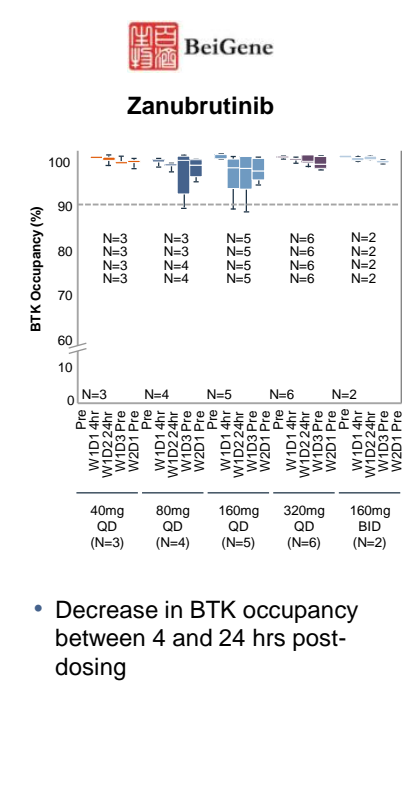 生百
物濟
BeiGene
Zanubrutinib
BTK Occupancy (%)
100
90
80
70
60
10
0
N=3 N=3 N=5 N=6 N=2
N=3 N=3 N=5 N=6 N=2
N=3 N=4 N=5 N=6 N=2
N=3 N=4 N=5 N=6 N=2
N=3 N=4 N=5 N=6 N=2
Pre W1D1 4hr W1D2 24hr W1D3 Pre W2D1 Pre
Pre W1D1 4hr W1D2 24hr W1D3 Pre W2D1 Pre
Pre W1D1 4hr W1D2 24hr W1D3 Pre W2D1 Pre
Pre W1D1 4hr W1D2 24hr W1D3 Pre W2D1 Pre
Pre W1D1 4hr W1D2 24hr W1D3 Pre W2D1 Pre
40mg 80mg 160mg 320mg 160mg
QD QD QD QD BID
(N=3) (N=4) (N=5) (N=6) (N=2)
• Decrease in BTK occupancy
between 4 and 24 hrs post-
dosing